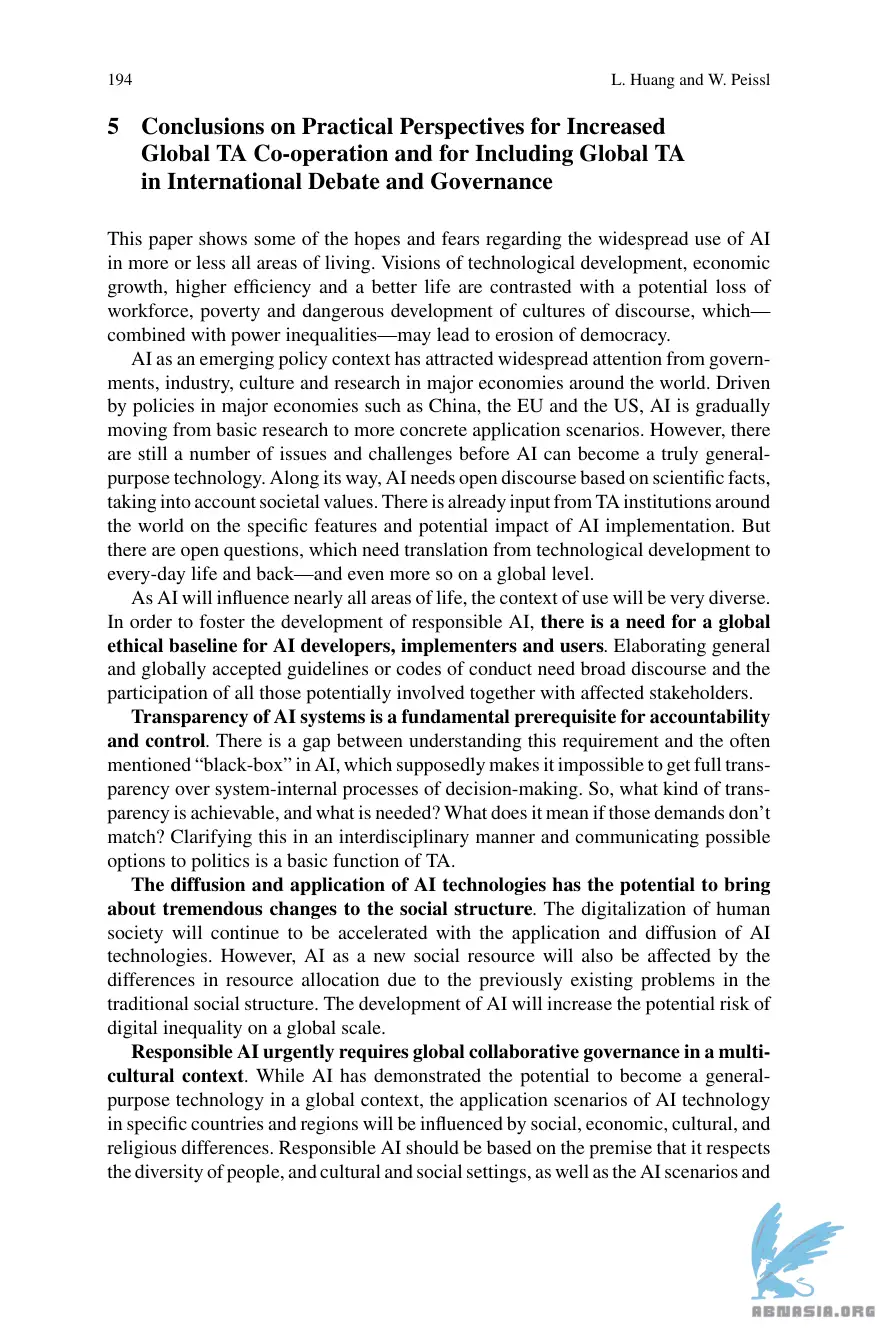 194
L. Huang and W. Peissl
5 Conclusions on Practical Perspectives for Increased
Global TA Co-operation and for Including Global TA
in International Debate and Governance
This paper shows some of the hopes and fears regarding the widespread use of AI
in more or less all areas of living. Visions of technological development, economic
growth, higher efficiency and a better life are contrasted with a potential loss of
workforce, poverty and dangerous development of cultures of discourse, which—
combined with power inequalities—may lead to erosion of democracy.
AI as an emerging policy context has attracted widespread attention from govern-
ments, industry, culture and research in major economies around the world. Driven
by policies in major economies such as China, the EU and the US, AI is gradually
moving from basic research to more concrete application scenarios. However, there
are still a number of issues and challenges before AI can become a truly general-
purpose technology. Along its way, AI needs open discourse based on scientific facts,
taking into account societal values. There is already input from TA institutions around
the world on the specific features and potential impact of AI implementation. But
there are open questions, which need translation from technological development to
every-day life and back—and even more so on a global level.
As AI will influence nearly all areas of life, the context of use will be very diverse.
In order to foster the development of responsible AI, there is a need for a global
ethical baseline for AI developers, implementers and users. Elaborating general
and globally accepted guidelines or codes of conduct need broad discourse and the
participation of all those potentially involved together with affected stakeholders.
Transparency of AI systems is a fundamental prerequisite for accountability
and control. There is a gap between understanding this requirement and the often
mentioned “black-box” in AI, which supposedly makes it impossible to get full trans-
parency over system-internal processes of decision-making. So, what kind of trans-
parency is achievable, and what is needed? What does it mean if those demands don’t
match? Clarifying this in an interdisciplinary manner and communicating possible
options to politics is a basic function of TA.
The diffusion and application of AI technologies has the potential to bring
about tremendous changes to the social structure. The digitalization of human
society will continue to be accelerated with the application and diffusion of AI
technologies. However, AI as a new social resource will also be affected by the
differences in resource allocation due to the previously existing problems in the
traditional social structure. The development of AI will increase the potential risk of
digital inequality on a global scale.
Responsible AI urgently requires global collaborative governance in a multi-
cultural context. While AI has demonstrated the potential to become a general-
purpose technology in a global context, the application scenarios of AI technology
in specific countries and regions will be influenced by social, economic, cultural, and
religious differences. Responsible AI should be based on the premise that it respects
the diversity of people, and cultural and social settings, as well as the AI scenarios and
ABNASIA.ORG